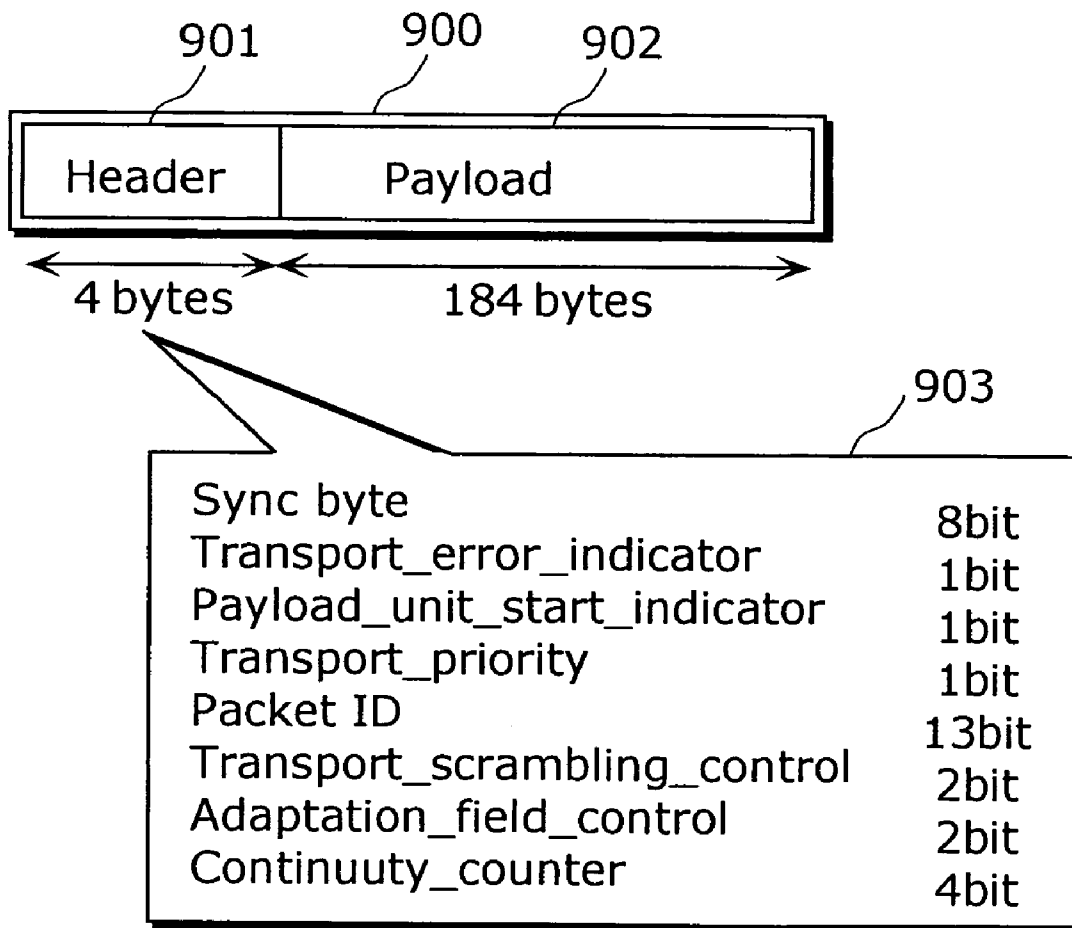 901 900 902
Header Payload
4 bytes 184 bytes
903
Sync byte 8bit
Transport_error_indicator 1bit
Payload_unit_start_indicator 1bit
Transport_priority 1bit
Packet ID 13bit
Transport_scrambling_control 2bit
Adaptation_field_control 2bit
Continuuty_counter 4bit